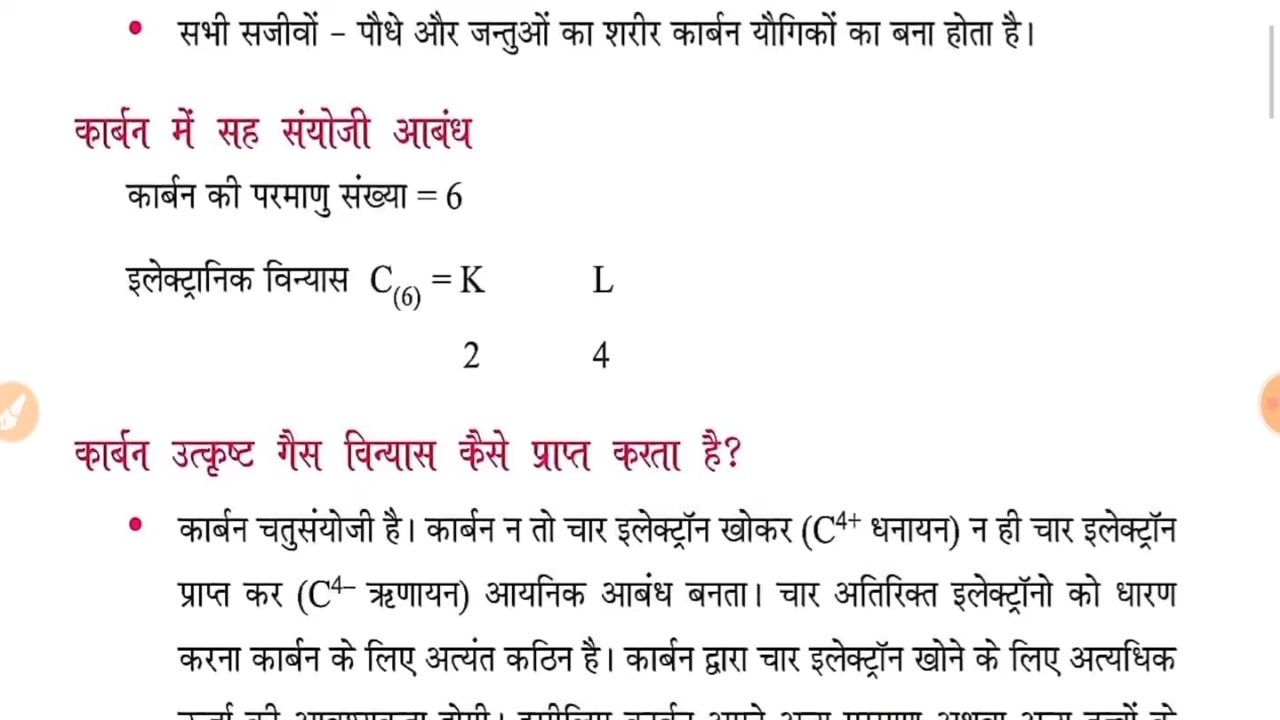 • सभी सजीवों – पौधे और जन्तुओं का शरीर कार्बन यौगिकों का बना होता है।
कार्बन में सह संयोजी आबंध
कार्बन की परमाणु संख्या = 6
इलेक्ट्रानिक विन्यास C(6) = K L
2 4
कार्बन उत्कृष्ट गैस विन्यास कैसे प्राप्त करता है?
• कार्बन चतुसंयोजी है। कार्बन न तो चार इलेक्ट्रॉन खोकर (C⁴⁺ धनायन) न ही चार इलेक्ट्रॉन
प्राप्त कर (C⁴⁻ ऋणायन) आयनिक आबंध बनता। चार अतिरिक्त इलेक्ट्रॉनो को धारण
करना कार्बन के लिए अत्यंत कठिन है। कार्बन द्वारा चार इलेक्ट्रॉन खोने के लिए अत्यधिक